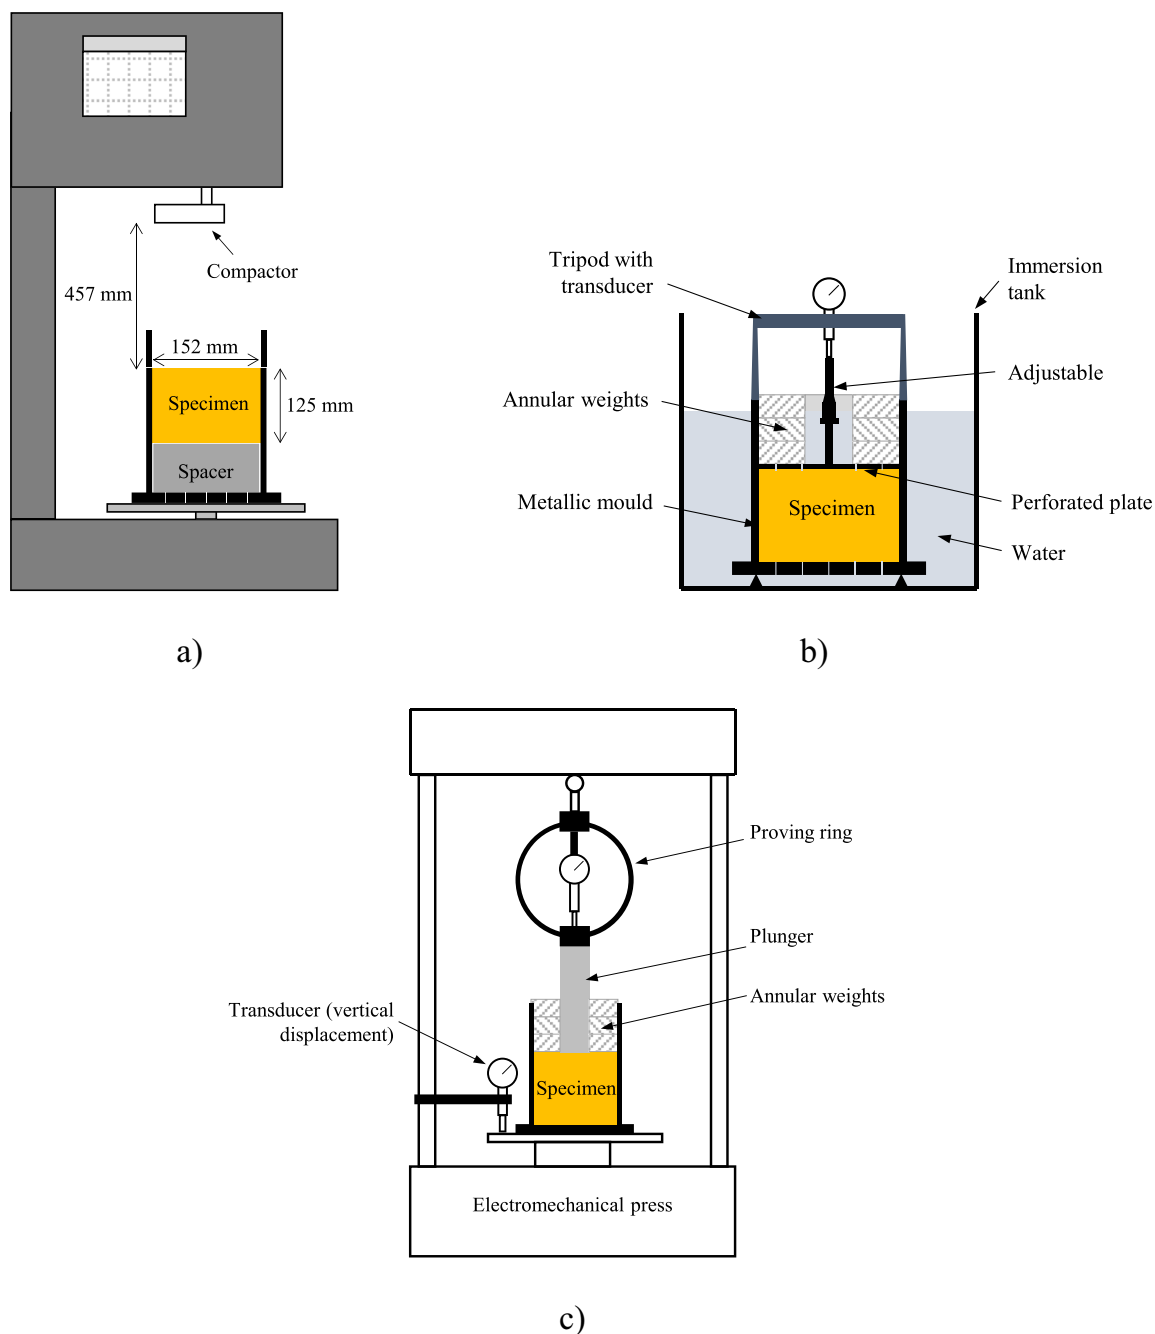 Compactor
457 mm
152 mm
Specimen
125 mm
Spacer
a)
Tripod with
transducer
Immersion
tank
Adjustable
Annular weights
Metallic mould
Specimen
Perforated plate
Water
b)
Proving ring
Plunger
Annular weights
Transducer (vertical
displacement)
Specimen
Electromechanical press
c)